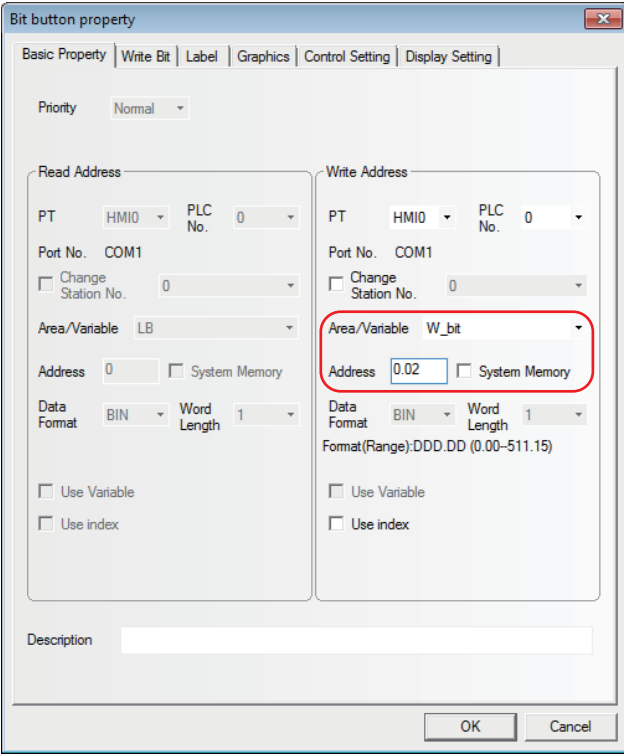 Bit button property
Basic Property Write Bit Label Graphics Control Setting Display Setting
Priority Normal
Read Address
PT HMI0 PLC No. 0
Port No. COM1
Change Station No. 0
Area/Variable LB
Address 0 System Memory
Data Format BIN Word Length 1
Use Variable
Use index
Write Address
PT HMI0 PLC No. 0
Port No. COM1
Change Station No. 0
Area/Variable W_bit
Address 0.02 System Memory
Data Format BIN Word Length 1
Format(Range):DDD.DD (0.00--511.15)
Use Variable
Use index
Description
OK Cancel